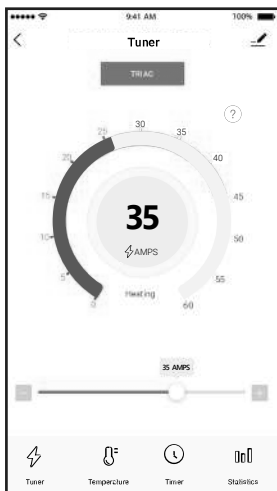 9:41 AM 100%
Tuner
TRIAC
?
30
25 35
20 40
15 45
10 50
5 55
0 60
35
AMPS
Heating
35 AMPS
Tuner Temperature Timer Statistics